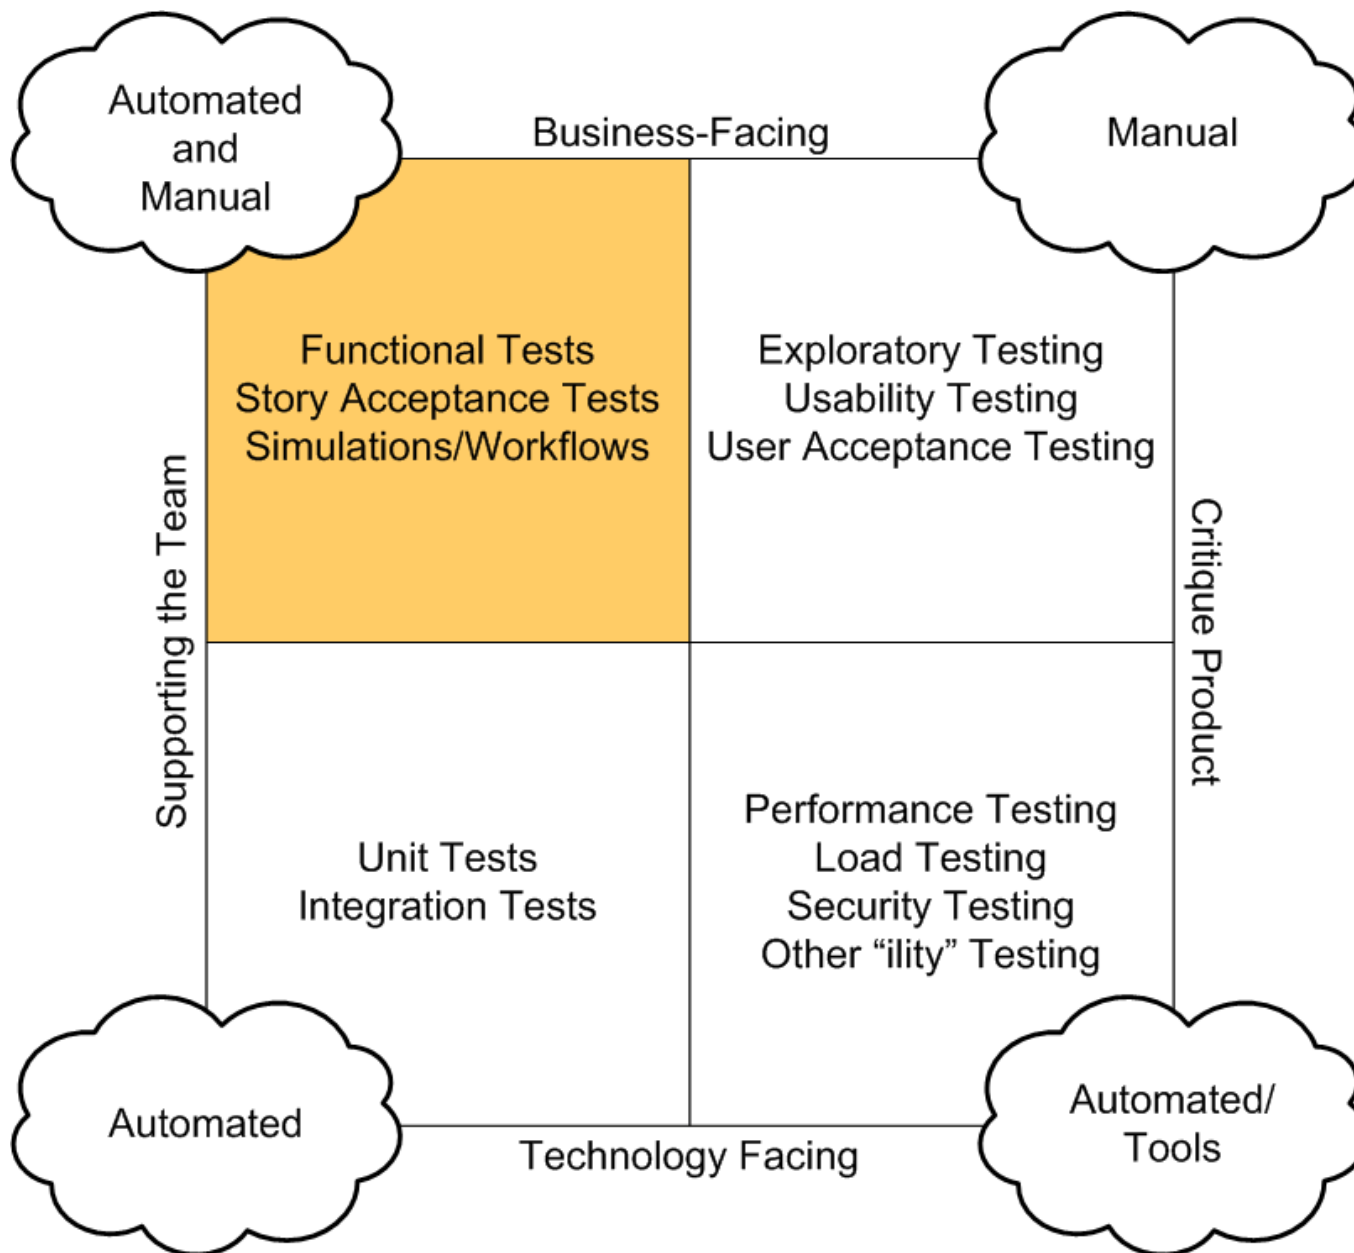 Automated
and
Manual
Business-Facing
Manual
Functional Tests
Story Acceptance Tests
Simulations/Workflows
Exploratory Testing
Usability Testing
User Acceptance Testing
Supporting the Team
Critique Product
Unit Tests
Integration Tests
Performance Testing
Load Testing
Security Testing
Other “ility” Testing
Automated
Technology Facing
Automated/
Tools